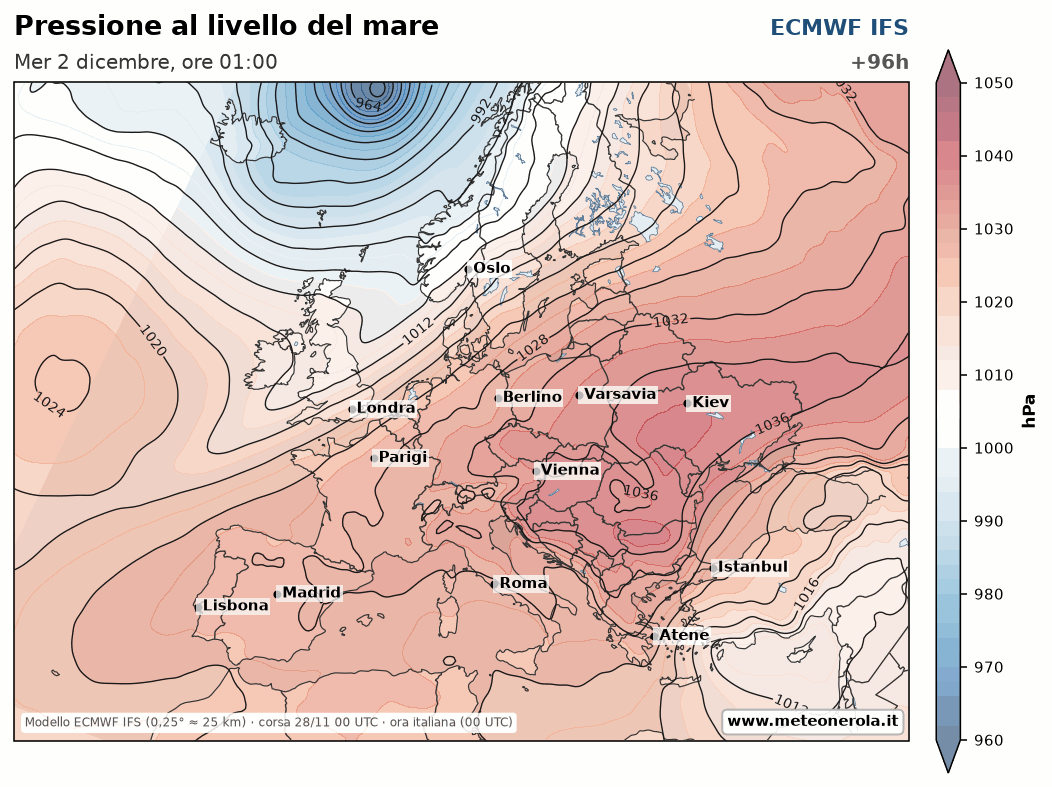 Pressione al livello del mare
ECMWF IFS
Mer 2 dicembre, ore 01:00
+96h
964
992
1032
1050
1040
1030
1020
1010
1000
990
980
970
960
hPa
Oslo
1012
1020
1028
1032
1024
Londra
Berlino
Varsavia
Kiev
1036
Parigi
Vienna
1036
Istanbul
Roma
Madrid
Lisbona
1016
Atene
Modello ECMWF IFS (0,25° ≈ 25 km) · corsa 28/11 00 UTC · ora italiana (00 UTC)
www.meteonerola.it